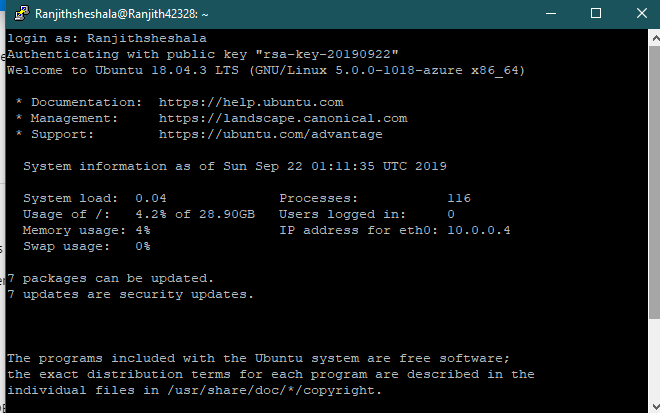 Ranjithsheshala@Ranjith42328: ~
login as: Ranjithsheshala
Authenticating with public key "rsa-key-20190922"
Welcome to Ubuntu 18.04.3 LTS (GNU/Linux 5.0.0-1018-azure x86_64)
* Documentation:  https://help.ubuntu.com
* Management:     https://landscape.canonical.com
* Support:        https://ubuntu.com/advantage
System information as of Sun Sep 22 01:11:35 UTC 2019
System load:  0.04              Processes:           116
Usage of /:   4.2% of 28.90GB   Users logged in:     0
Memory usage: 4%                IP address for eth0: 10.0.0.4
Swap usage:   0%
7 packages can be updated.
7 updates are security updates.
The programs included with the Ubuntu system are free software;
the exact distribution terms for each program are described in the
individual files in /usr/share/doc/*/copyright.